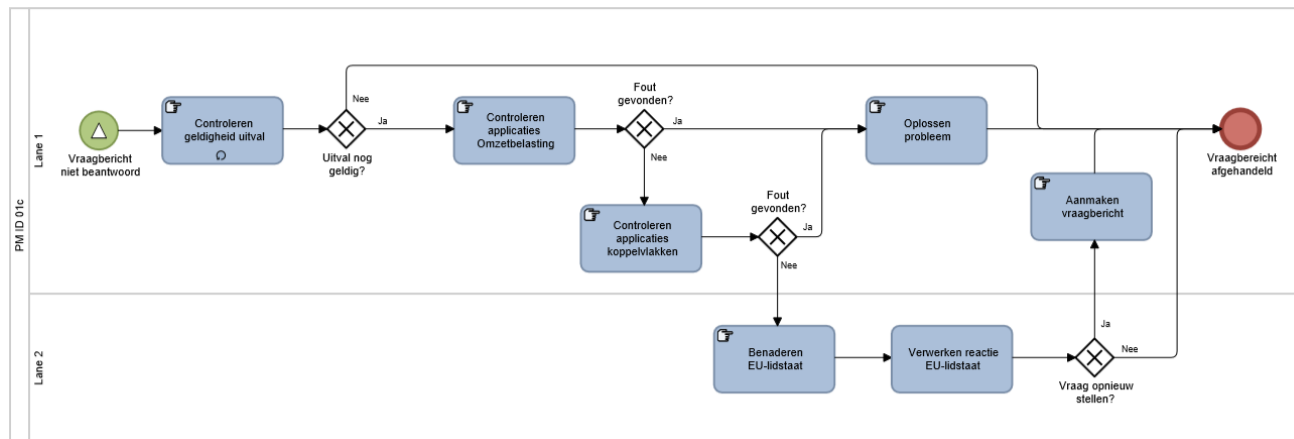 PM ID 01c
Lane 1
Vraagbericht
niet beantwoord
Controleren
geldigheid uitval
Uitval nog
geldig?
Nee
Ja
Controleren
applicaties
Omzetbelasting
Fout
gevonden?
Ja
Nee
Controleren
applicaties
koppelvlakken
Fout
gevonden?
Ja
Nee
Oplossen
probleem
Aanmaken
vraagbericht
Vraagbereicht
afgehandeld
Lane 2
Benaderen
EU-lidstaat
Verwerken reactie
EU-lidstaat
Vraag opnieuw
stellen?
Ja
Nee